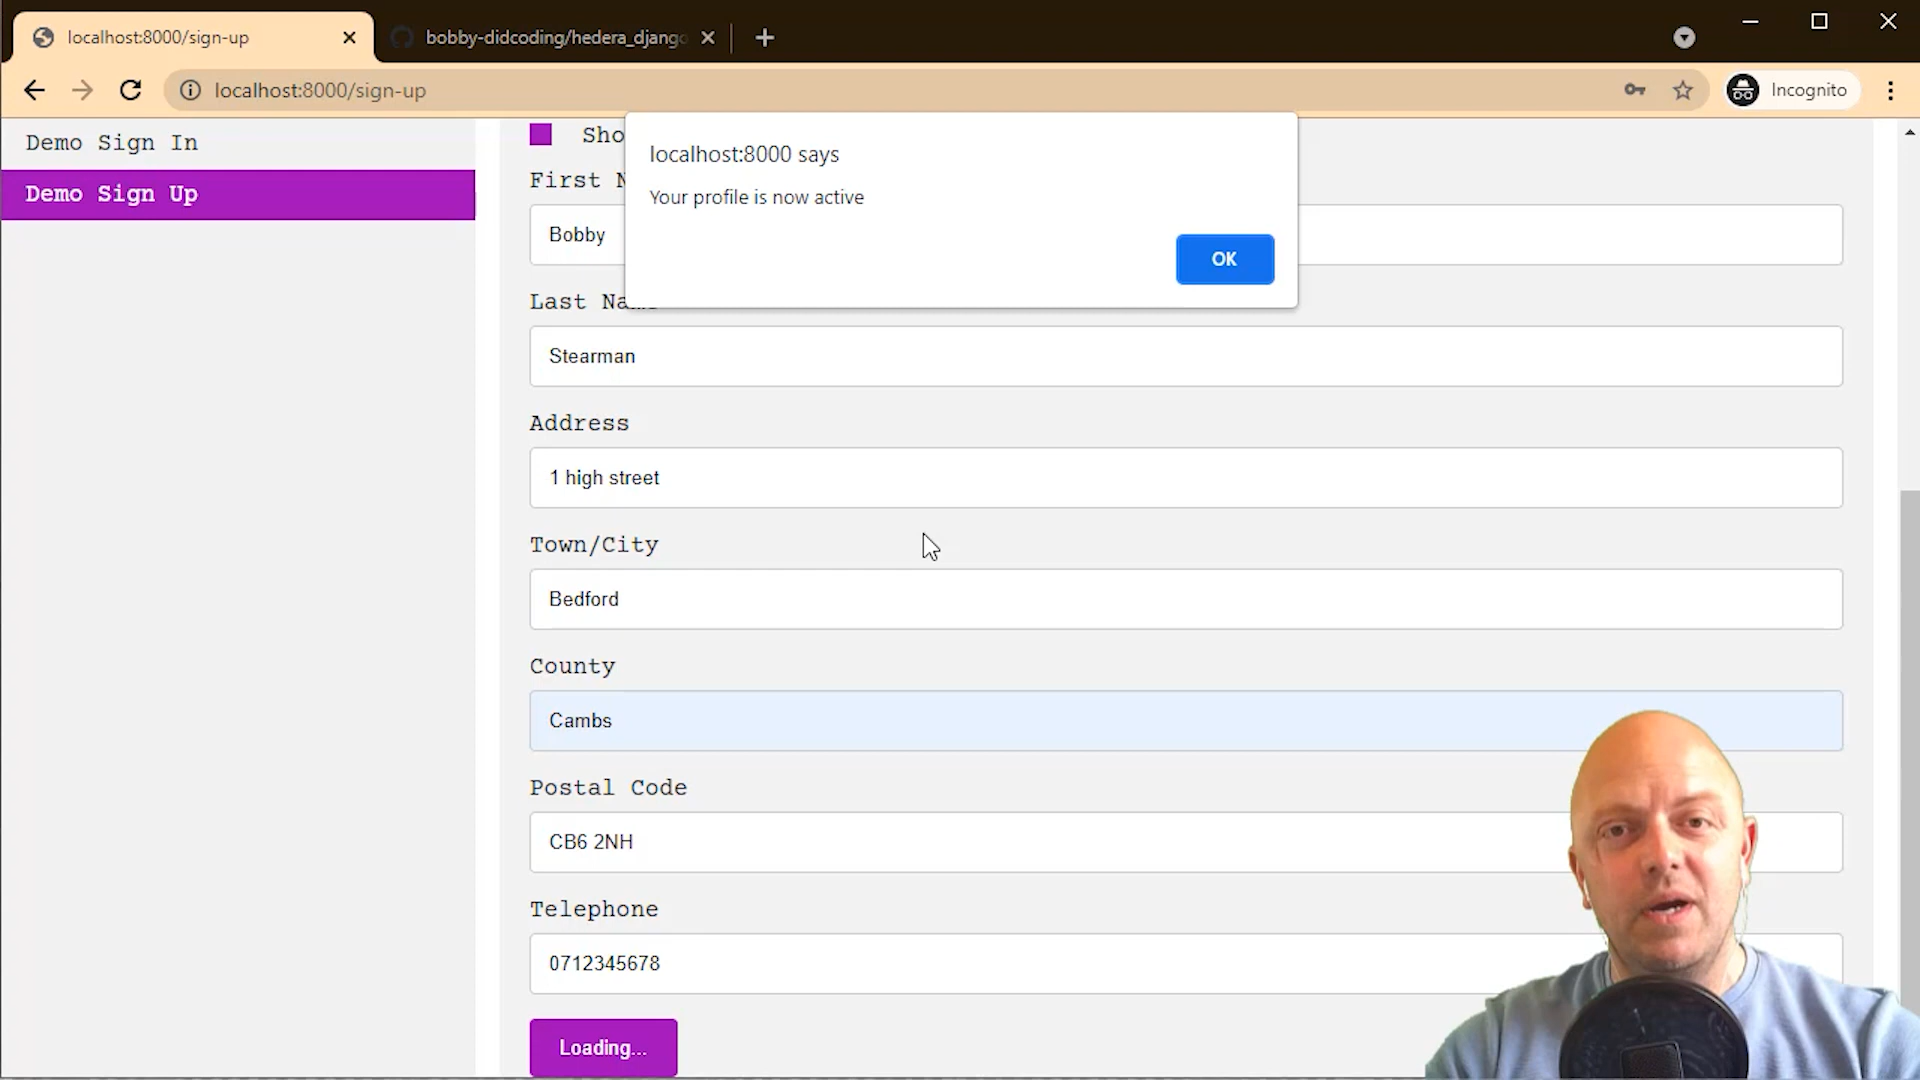 localhost:8000/sign-up
bobby-didcoding/hedera_django
localhost:8000/sign-up
Incognito
Demo Sign In
Demo Sign Up
Sho
localhost:8000 says
Your profile is now active
OK
First N
Bobby
Last Na
Stearman
Address
1 high street
Town/City
Bedford
County
Cambs
Postal Code
CB6 2NH
Telephone
0712345678
Loading...